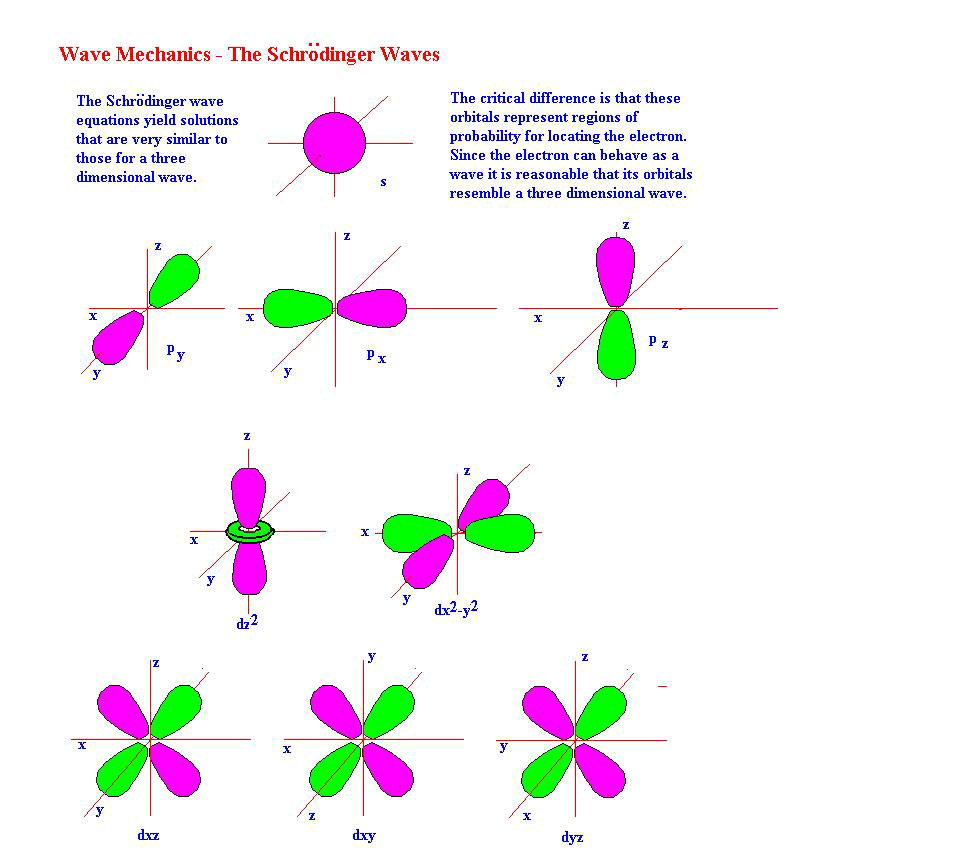 Wave Mechanics - The Schrödinger Waves
The Schrödinger wave
equations yield solutions
that are very similar to
those for a three
dimensional wave.
The critical difference is that these
orbitals represent regions of
probability for locating the electron.
Since the electron can behave as a
wave it is reasonable that its orbitals
resemble a three dimensional wave.
s
z
x
y
p y
z
x
y
p x
z
x
y
p z
z
x
y
dz2
z
x
y
dx2-y2
z
x
y
dxz
y
x
z
dxy
z
y
x
dyz